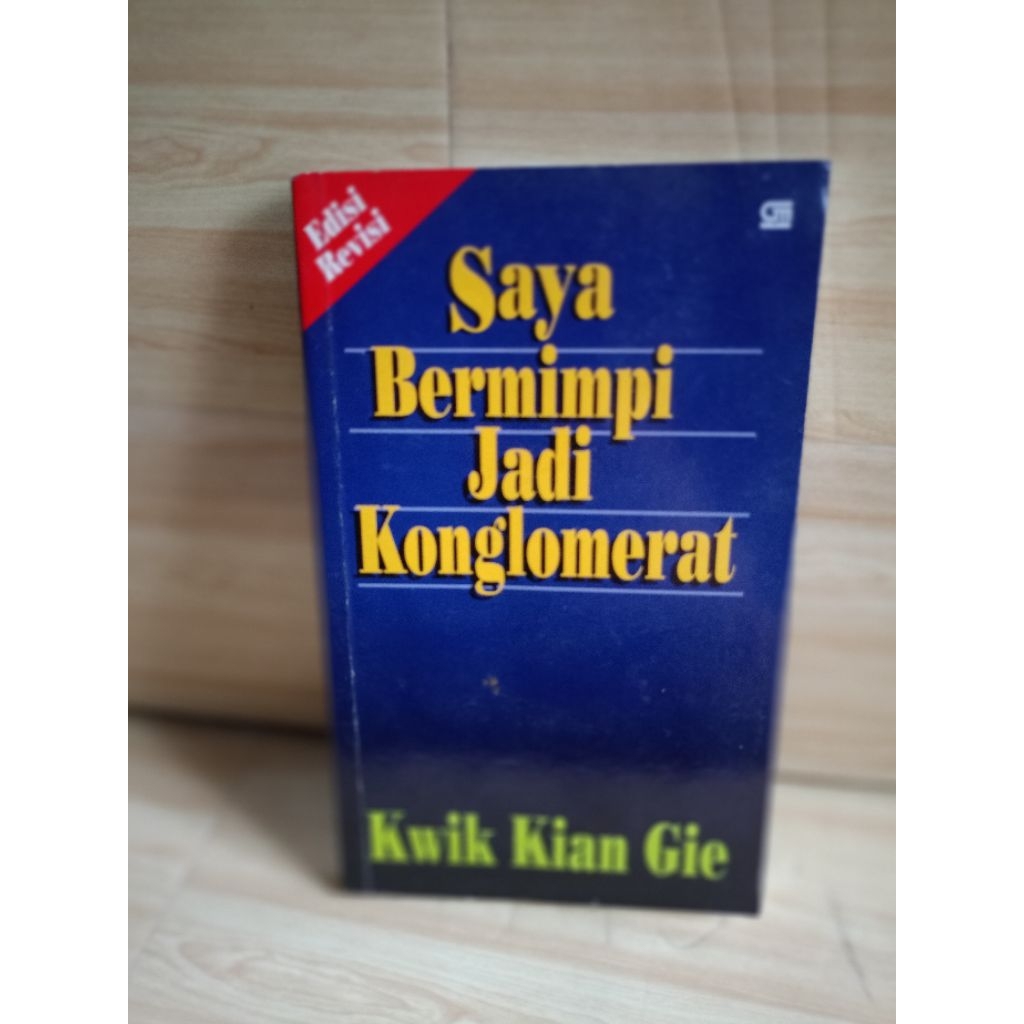 Edisi
Revisi
Saya
Bermimpi
Jadi
Konglomerat
Kwik Kian Gie